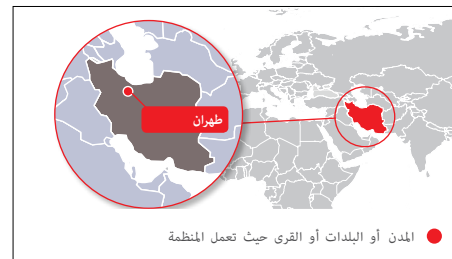 طهران
المدن أو البلدات أو القرى حيث تعمل المنظمة